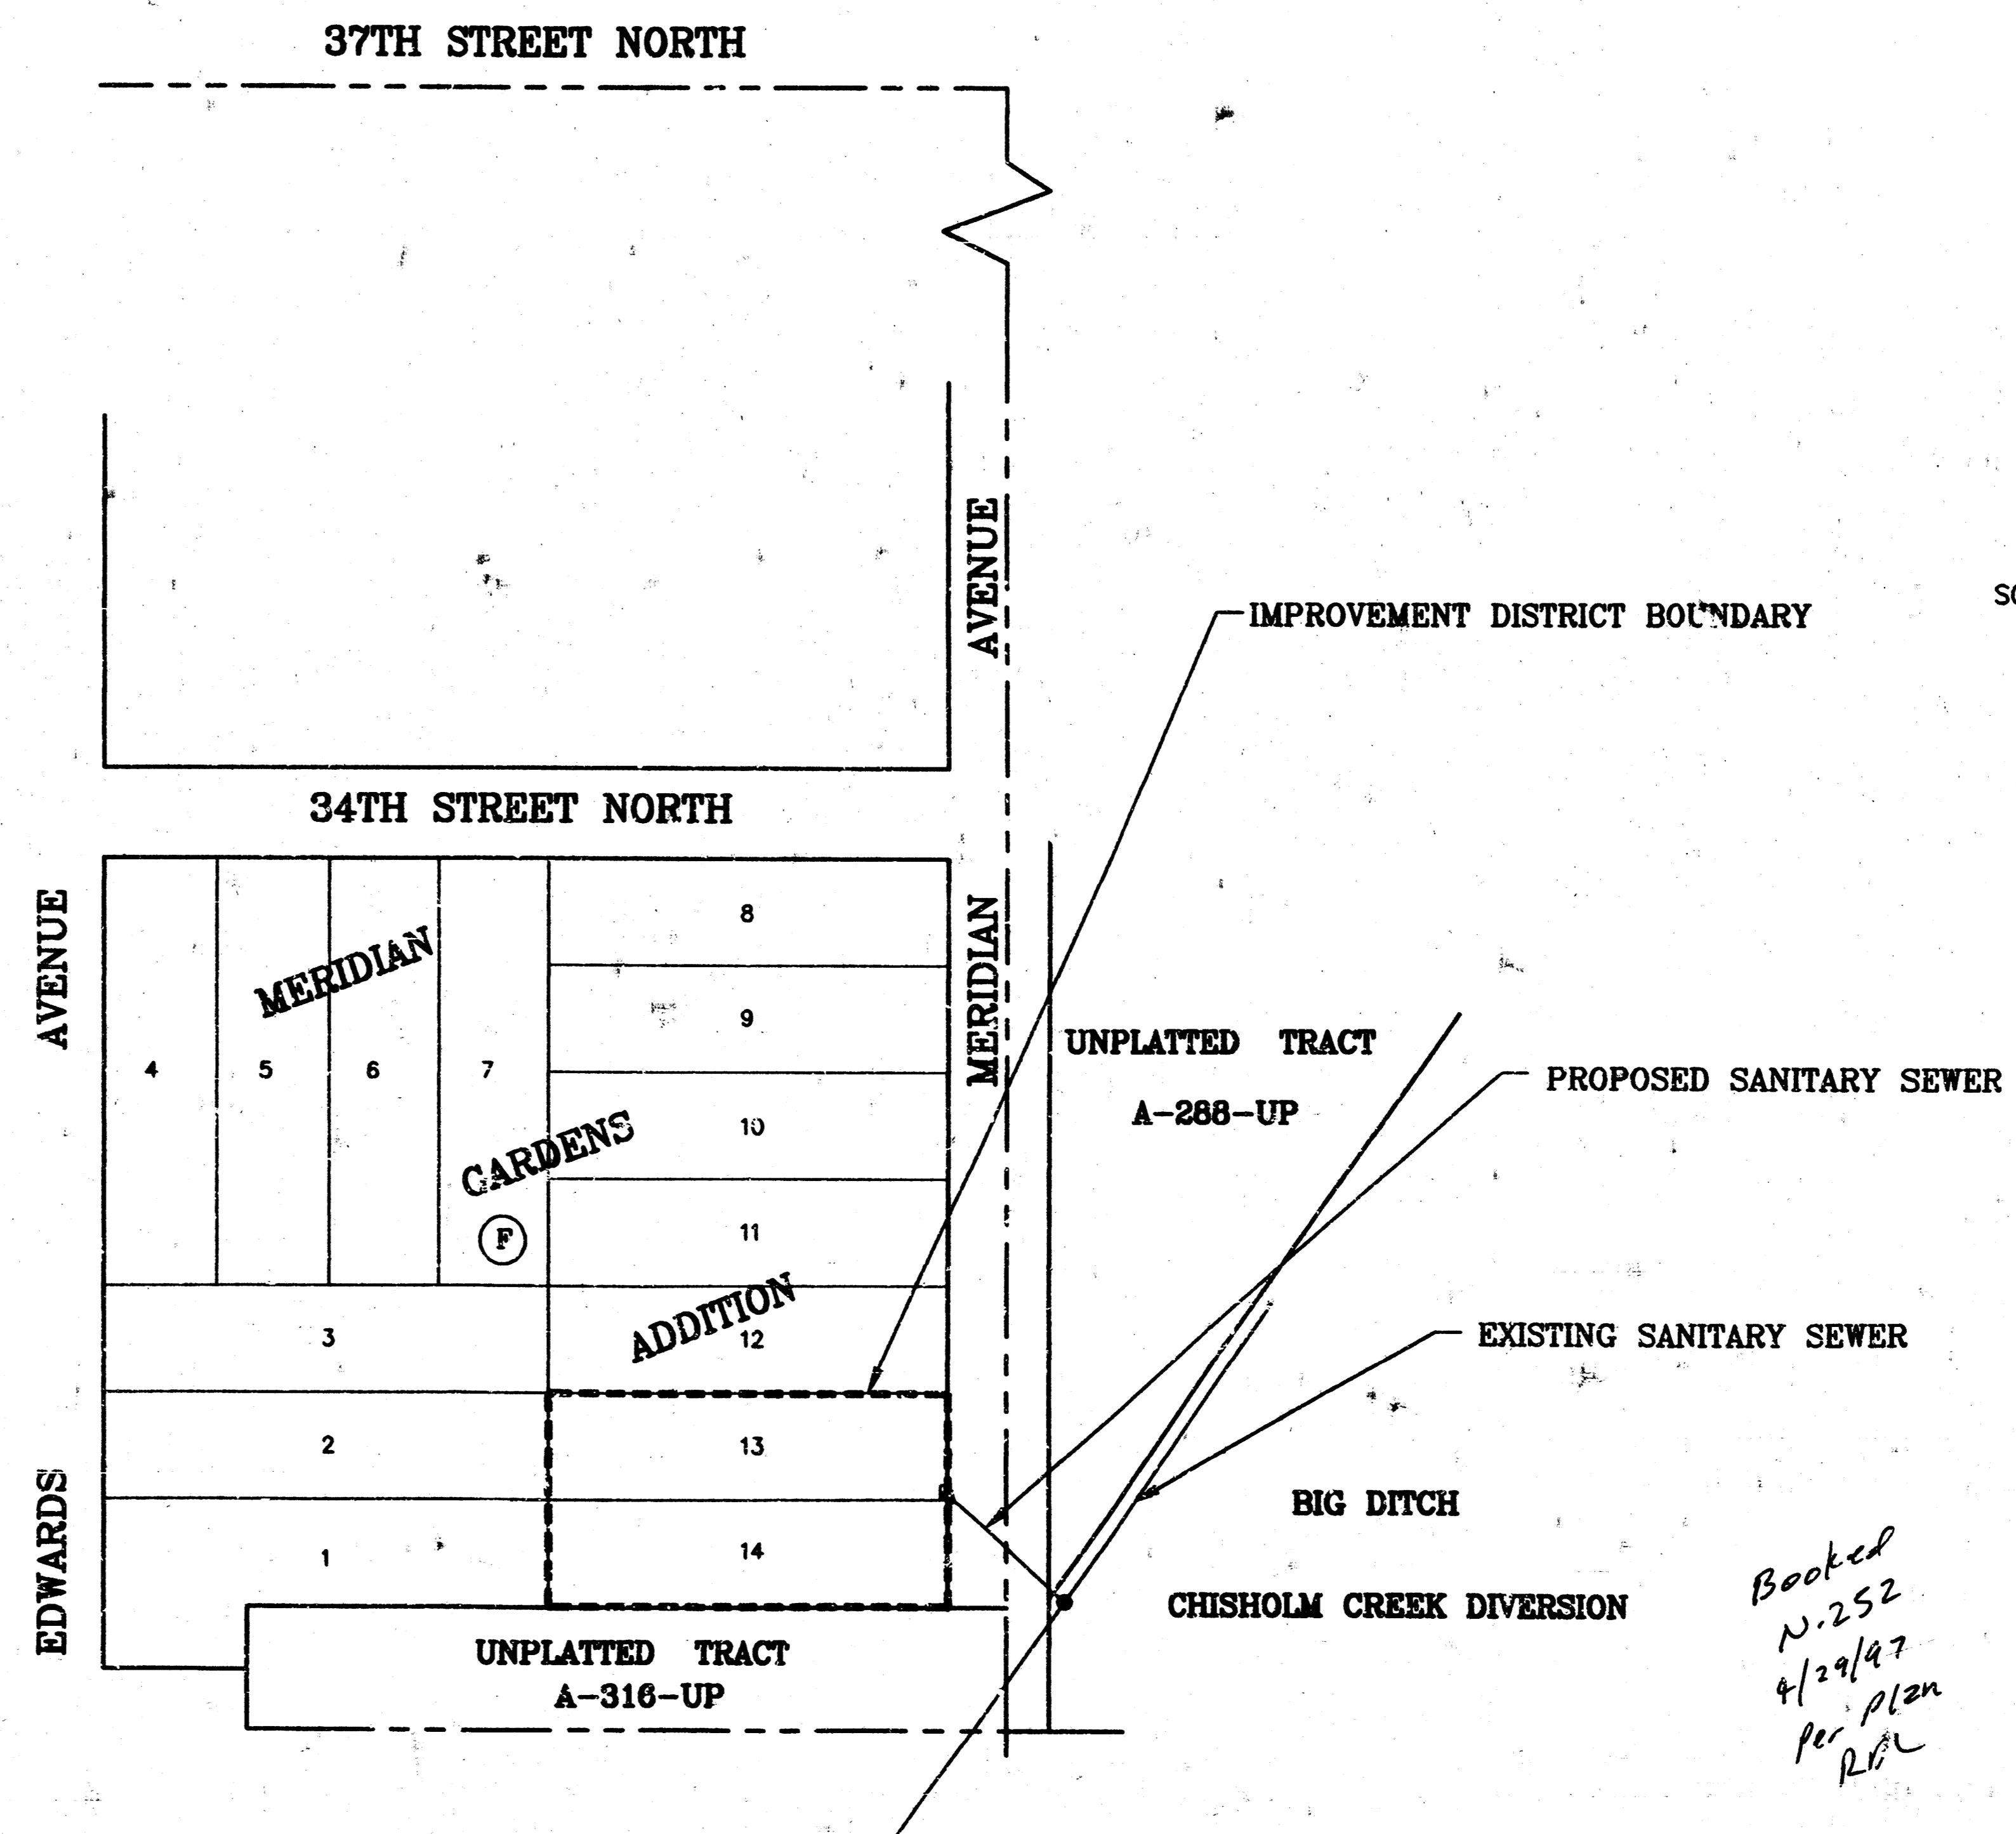 37TH STREET NORTH
AVENUE
IMPROVEMENT DISTRICT BOUNDARY
34TH STREET NORTH
AVENUE
MERIDIAN
MERIDIAN
8
9
UNPLATTED TRACT
A-288-UP
PROPOSED SANITARY SEWER
4
5
6
7
10
GARDENS
F
11
ADDITION
3
12
EXISTING SANITARY SEWER
2
13
EDWARDS
BIG DITCH
1
14
CHISHOLM CREEK DIVERSION
UNPLATTED TRACT
A-316-UP
Booked
N.252
4/29/97
Per Plan